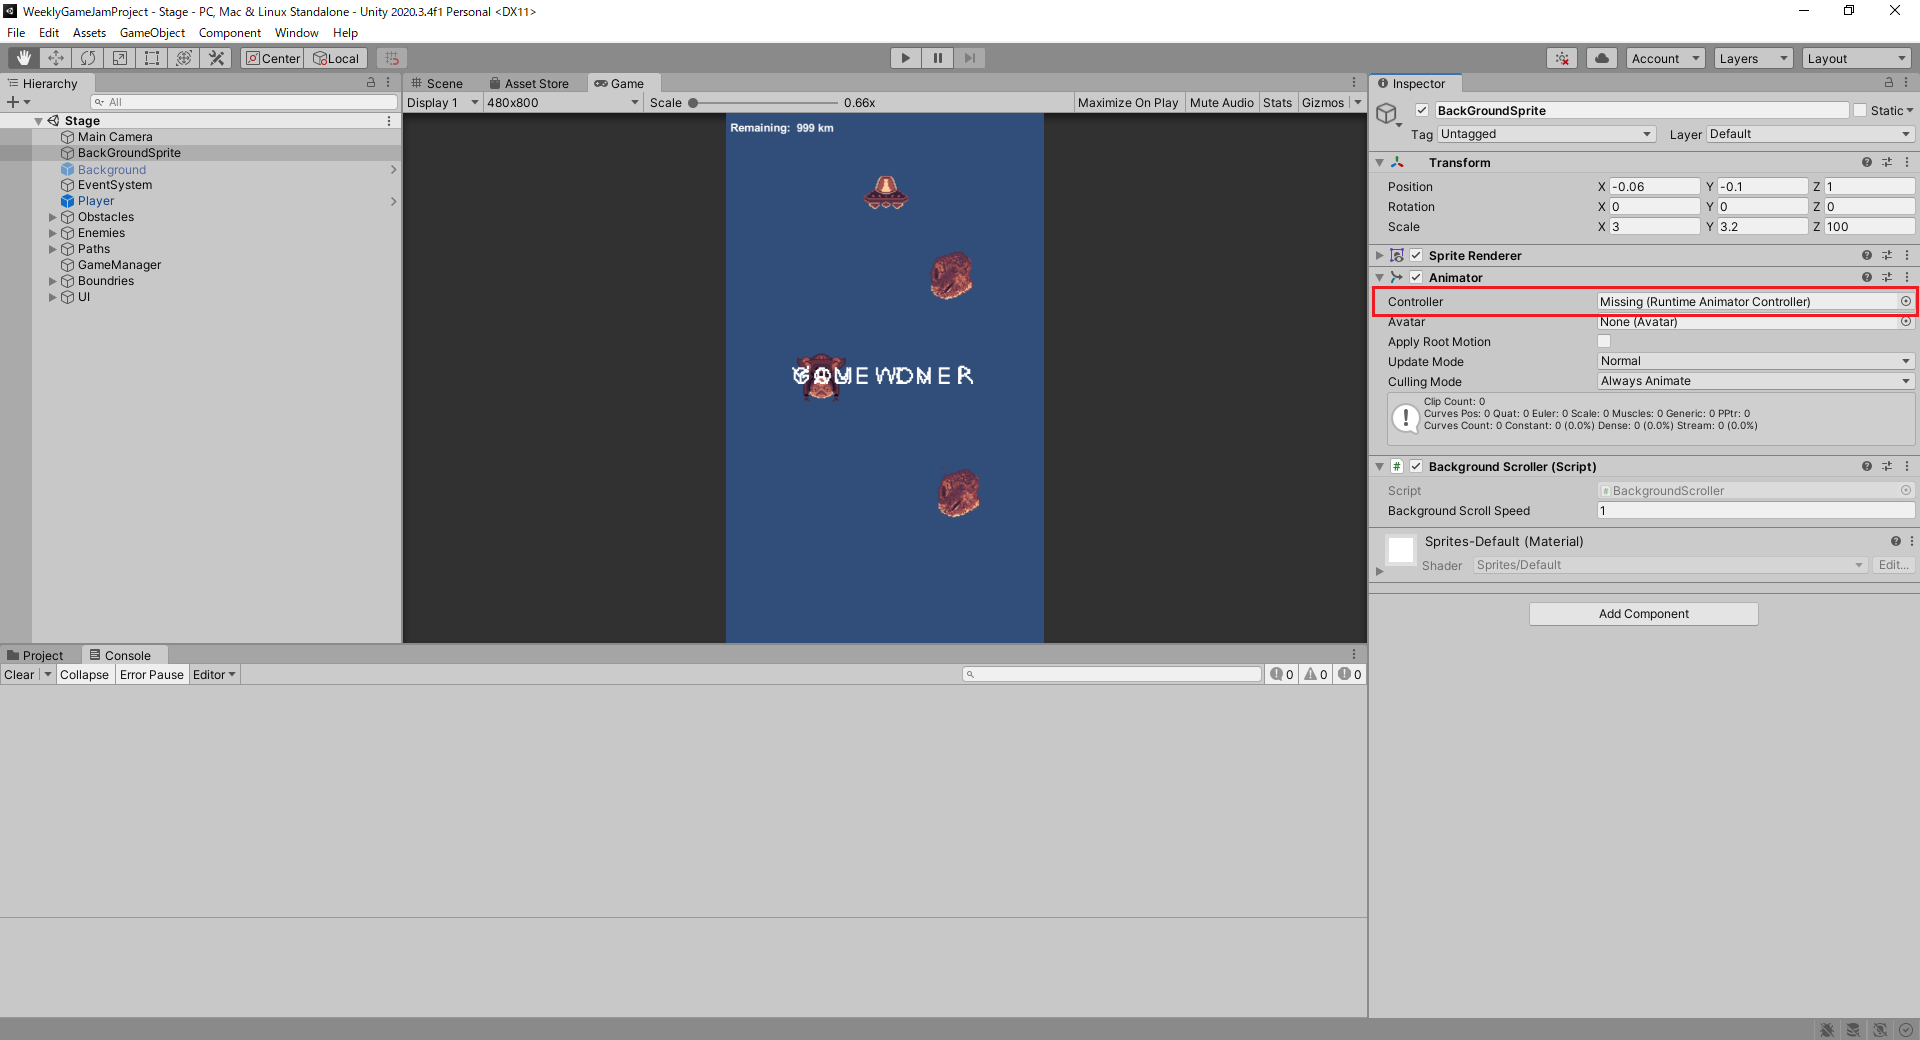 WeeklyGameJamProject - Stage - PC, Mac & Linux Standalone - Unity 2020.3.4f1 Personal <DX11>
File Edit Assets GameObject Component Window Help
Center Local Account Layers Layout
Hierarchy
All
Stage
Main Camera
BackGroundSprite
Background
EventSystem
Player
Obstacles
Enemies
Paths
GameManager
Boundries
UI
Scene Asset Store Game
Display 1 480x800 Scale 0.66x Maximize On Play Mute Audio Stats Gizmos
Remaining: 999 km
Inspector
BackGroundSprite Static
Tag Untagged Layer Default
Transform
Position X -0.06 Y -0.1 Z 1
Rotation X 0 Y 0 Z 0
Scale X 3 Y 3.2 Z 100
Sprite Renderer
Animator
Controller Missing (Runtime Animator Controller)
Avatar None (Avatar)
Apply Root Motion
Update Mode Normal
Culling Mode Always Animate
Clip Count: 0
Curves Pos: 0 Quat: 0 Euler: 0 Scale: 0 Muscles: 0 Generic: 0 PPtr: 0
Curves Count: 0 Constant: 0 (0.0%) Dense: 0 (0.0%) Stream: 0 (0.0%)
Background Scroller (Script)
Script # BackgroundScroller
Background Scroll Speed 1
Sprites-Default (Material)
Shader Sprites/Default Edit...
Add Component
Project Console
Clear Collapse Error Pause Editor 0 0 0